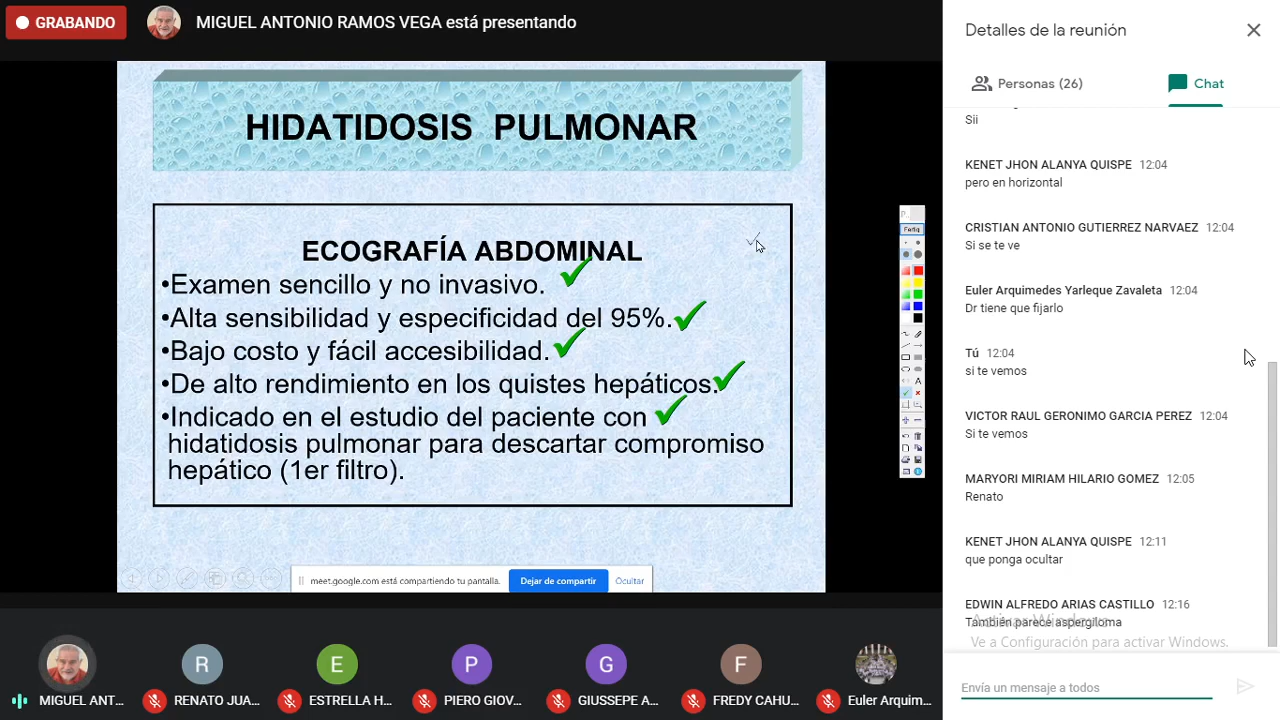 GRABANDO
MIGUEL ANTONIO RAMOS VEGA está presentando
HIDATIDOSIS PULMONAR
ECOGRAFÍA ABDOMINAL
•Examen sencillo y no invasivo.
•Alta sensibilidad y especificidad del 95%.
•Bajo costo y fácil accesibilidad.
•De alto rendimiento en los quistes hepáticos.
•Indicado en el estudio del paciente con
hidatidosis pulmonar para descartar compromiso
hepático (1er filtro).
meet.google.com está compartiendo tu pantalla.
Dejar de compartir
Ocultar
MIGUEL ANT...
R
RENATO JUA...
E
ESTRELLA H...
P
PIERO GIOV...
G
GIUSSEPE A...
F
FREDY CAHU...
Euler Arquim...
Detalles de la reunión
Personas (26)
Chat
Sii
KENET JHON ALANYA QUISPE 12:04
pero en horizontal
CRISTIAN ANTONIO GUTIERREZ NARVAEZ 12:04
Si se te ve
Euler Arquimedes Yarleque Zavaleta 12:04
Dr tiene que fijarlo
Tú 12:04
si te vemos
VICTOR RAUL GERONIMO GARCIA PEREZ 12:04
Si te vemos
MARYORI MIRIAM HILARIO GOMEZ 12:05
Renato
KENET JHON ALANYA QUISPE 12:11
que ponga ocultar
EDWIN ALFREDO ARIAS CASTILLO 12:16
También parece aspergiloma
Activar Windows
Ve a Configuración para activar Windows.
Envía un mensaje a todos